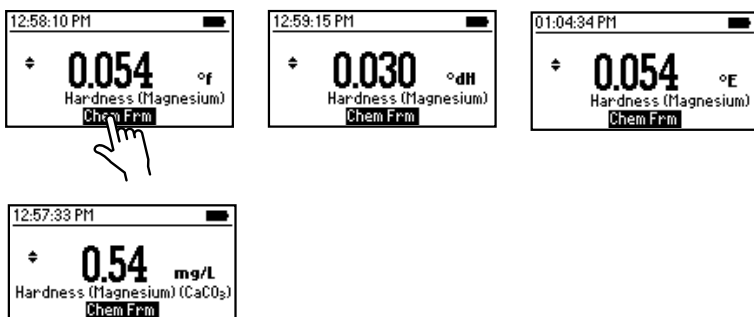 12:58:10 PM
0.054 °f
Hardness (Magnesium)
Chem Frm
12:59:15 PM
0.030 °dH
Hardness (Magnesium)
Chem Frm
01:04:34 PM
0.054 °E
Hardness (Magnesium)
Chem Frm
12:57:33 PM
0.54 mg/L
Hardness (Magnesium) (CaCO₃)
Chem Frm